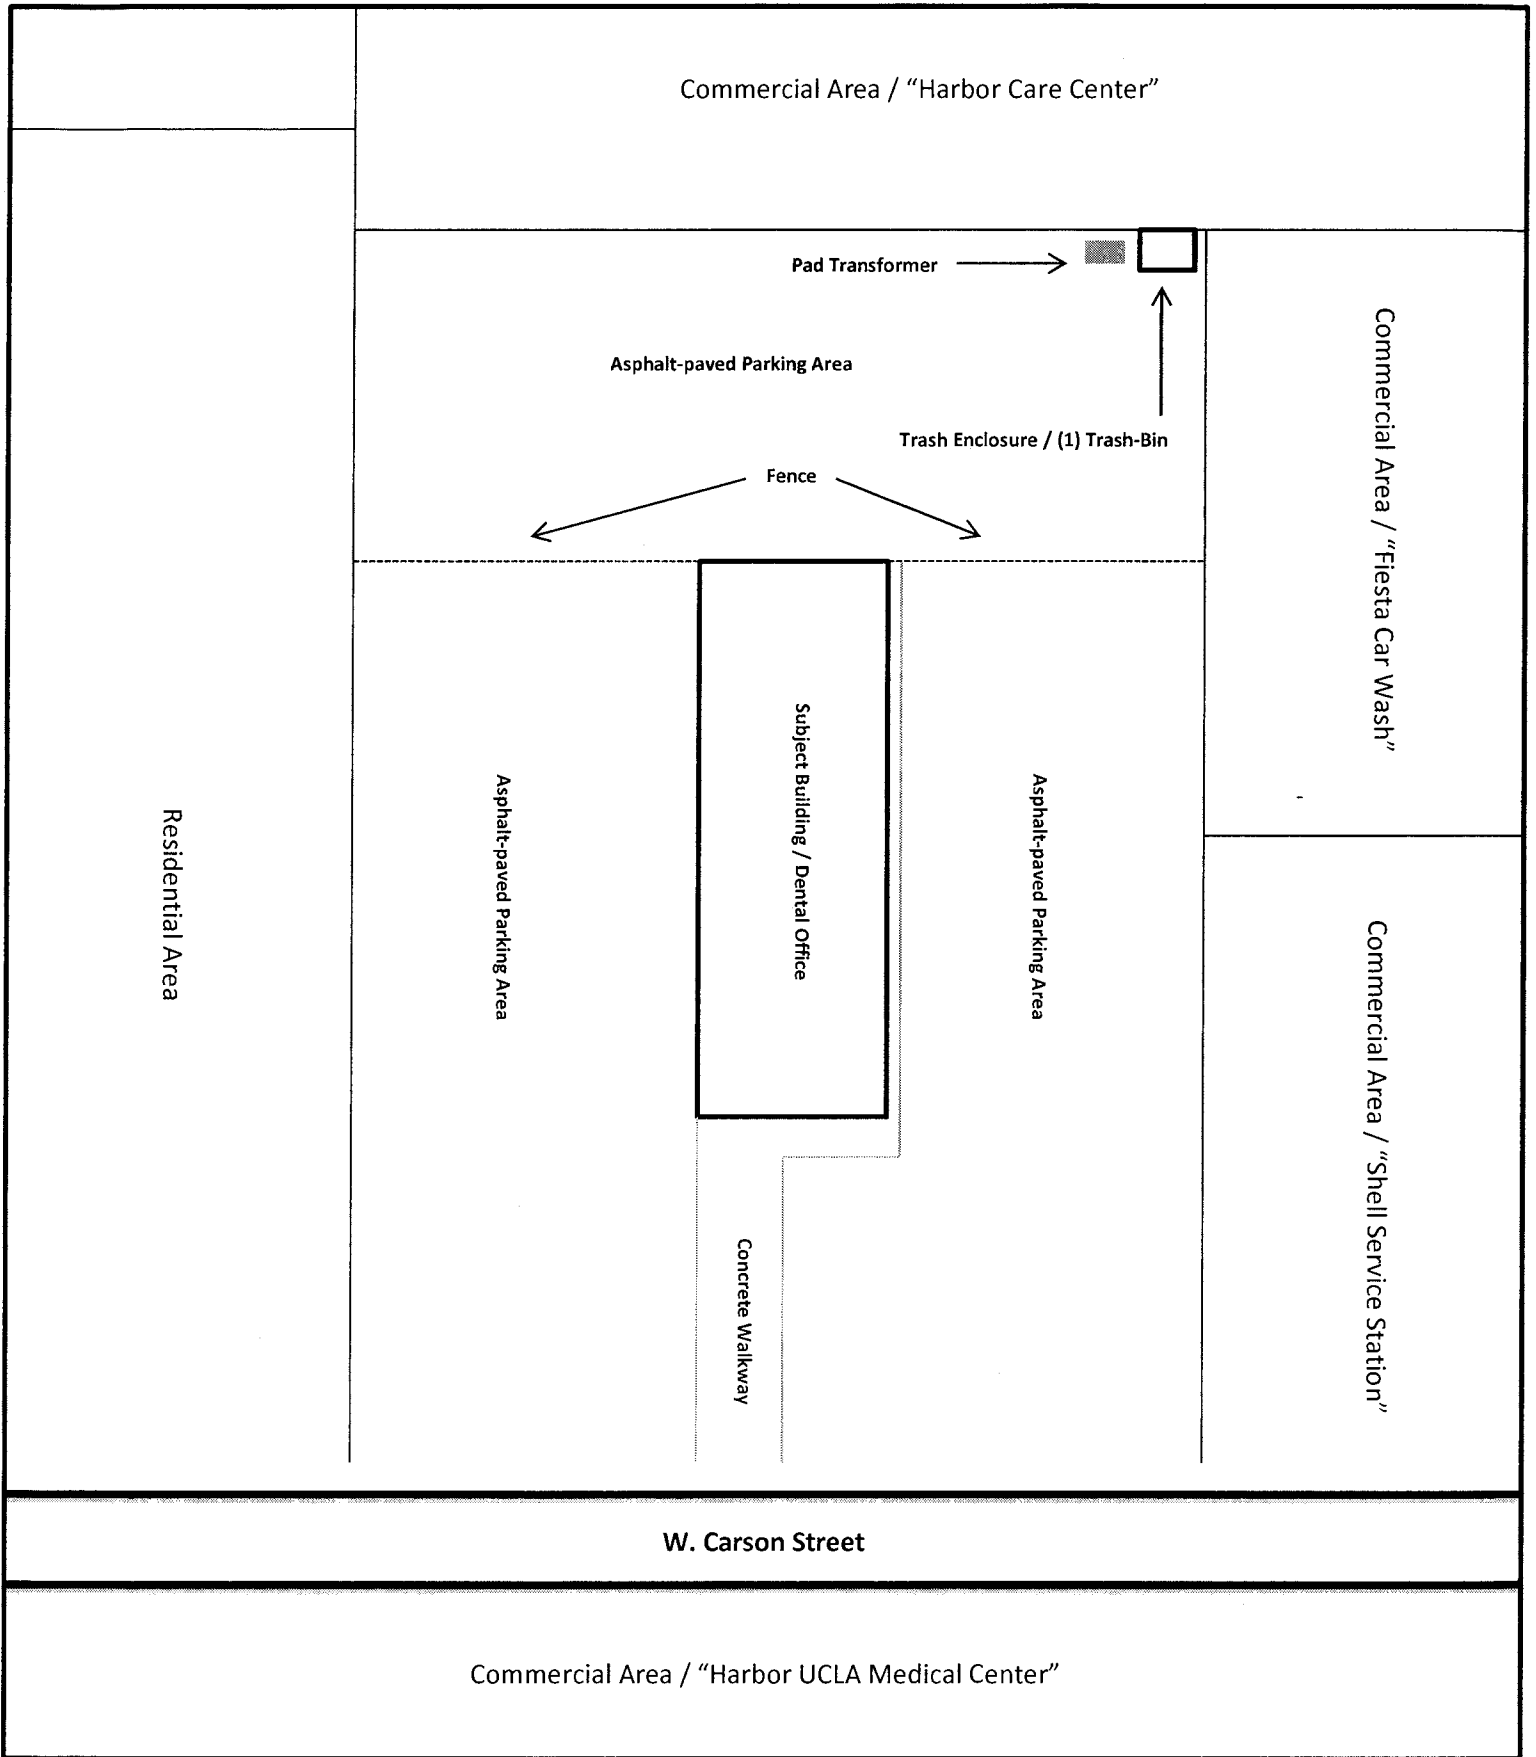 Commercial Area / “Harbor Care Center”
Pad Transformer
Asphalt-paved Parking Area
Trash Enclosure / (1) Trash-Bin
Fence
Commercial Area / “Fiesta Car Wash”
Residential Area
Asphalt-paved Parking Area
Subject Building / Dental Office
Asphalt-paved Parking Area
Commercial Area / “Shell Service Station”
Concrete Walkway
W. Carson Street
Commercial Area / “Harbor UCLA Medical Center”